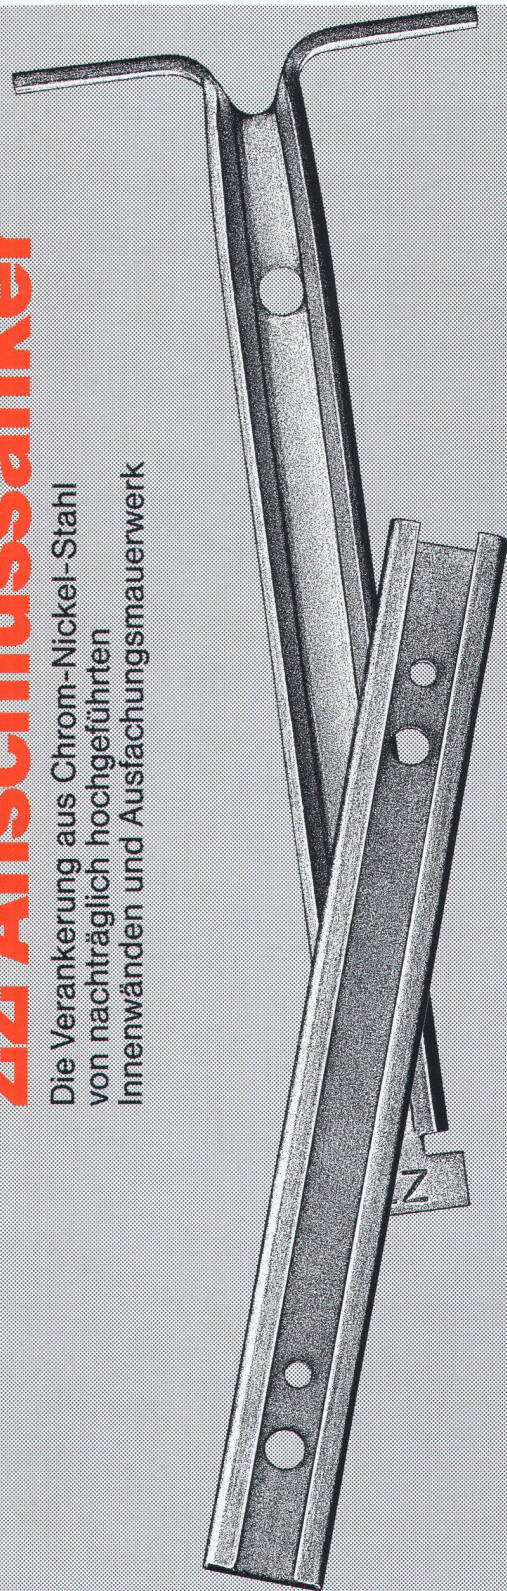 ZZ Anschlussanker
Die Verankerung aus Chrom-Nickel-Stahl
von nachträglich hochgeführten
Innenwänden und Ausfachungsmauerwerk